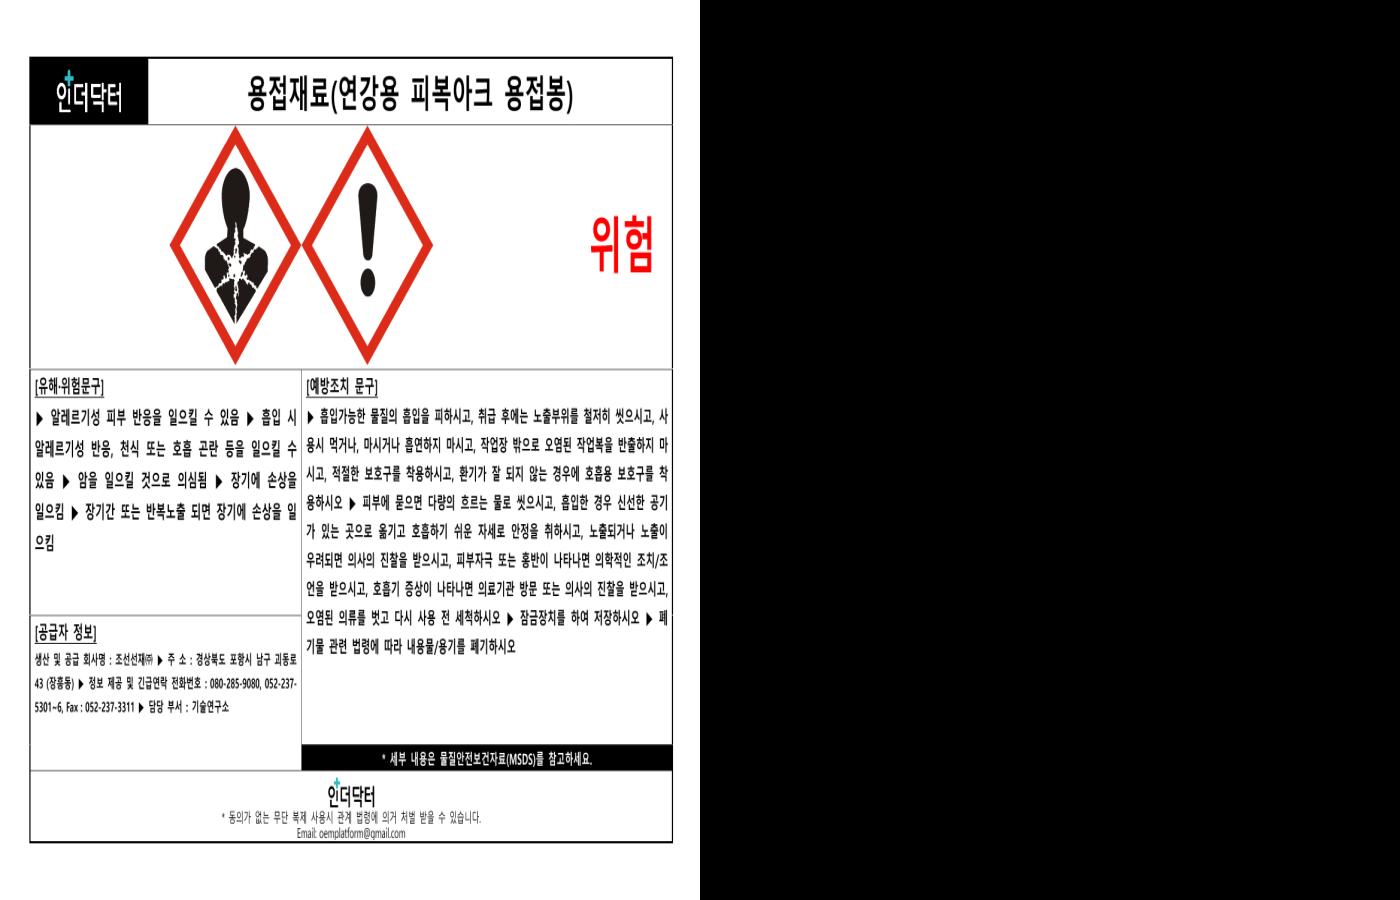 인더닥터
용접재료(연강용 피복아크 용접봉)
위험
[유해·위험문구]
▶ 알레르기성 피부 반응을 일으킬 수 있음 ▶ 흡입 시
알레르기성 반응, 천식 또는 호흡 곤란 등을 일으킬 수
있음 ▶ 암을 일으킬 것으로 의심됨 ▶ 장기에 손상을
일으킴 ▶ 장기간 또는 반복노출 되면 장기에 손상을 일
으킴
[공급자 정보]
생산 및 공급 회사명 : 조선선재㈜ ▶ 주 소 : 경상북도 포항시 남구 괴동로
43 (장흥동) ▶ 정보 제공 및 긴급연락 전화번호 : 080-285-9080, 052-237-
5301~6, Fax : 052-237-3311 ▶ 담당 부서 : 기술연구소
[예방조치 문구]
▶ 흡입가능한 물질의 흡입을 피하시고, 취급 후에는 노출부위를 철저히 씻으시고, 사
용시 먹거나, 마시거나 흡연하지 마시고, 작업장 밖으로 오염된 작업복을 반출하지 마
시고, 적절한 보호구를 착용하시고, 환기가 잘 되지 않는 경우에 호흡용 보호구를 착
용하시오 ▶ 피부에 묻으면 다량의 흐르는 물로 씻으시고, 흡입한 경우 신선한 공기
가 있는 곳으로 옮기고 호흡하기 쉬운 자세로 안정을 취하시고, 노출되거나 노출이
우려되면 의사의 진찰을 받으시고, 피부자극 또는 홍반이 나타나면 의학적인 조치/조
언을 받으시고, 호흡기 증상이 나타나면 의료기관 방문 또는 의사의 진찰을 받으시고,
오염된 의류를 벗고 다시 사용 전 세척하시오 ▶ 잠금장치를 하여 저장하시오 ▶ 폐
기물 관련 법령에 따라 내용물/용기를 폐기하시오
* 세부 내용은 물질안전보건자료(MSDS)를 참고하세요.
인더닥터
* 동의가 없는 무단 복제 사용시 관계 법령에 의거 처벌 받을 수 있습니다.
Email: oemplatform@gmail.com